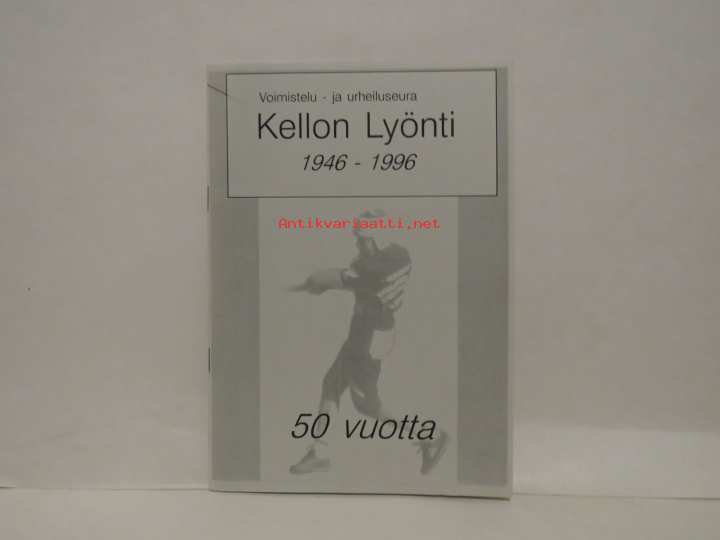 Voimistelu - ja urheiluseura
Kellon Lyönti
1946 - 1996
Antikvariaatti.net
50 vuotta